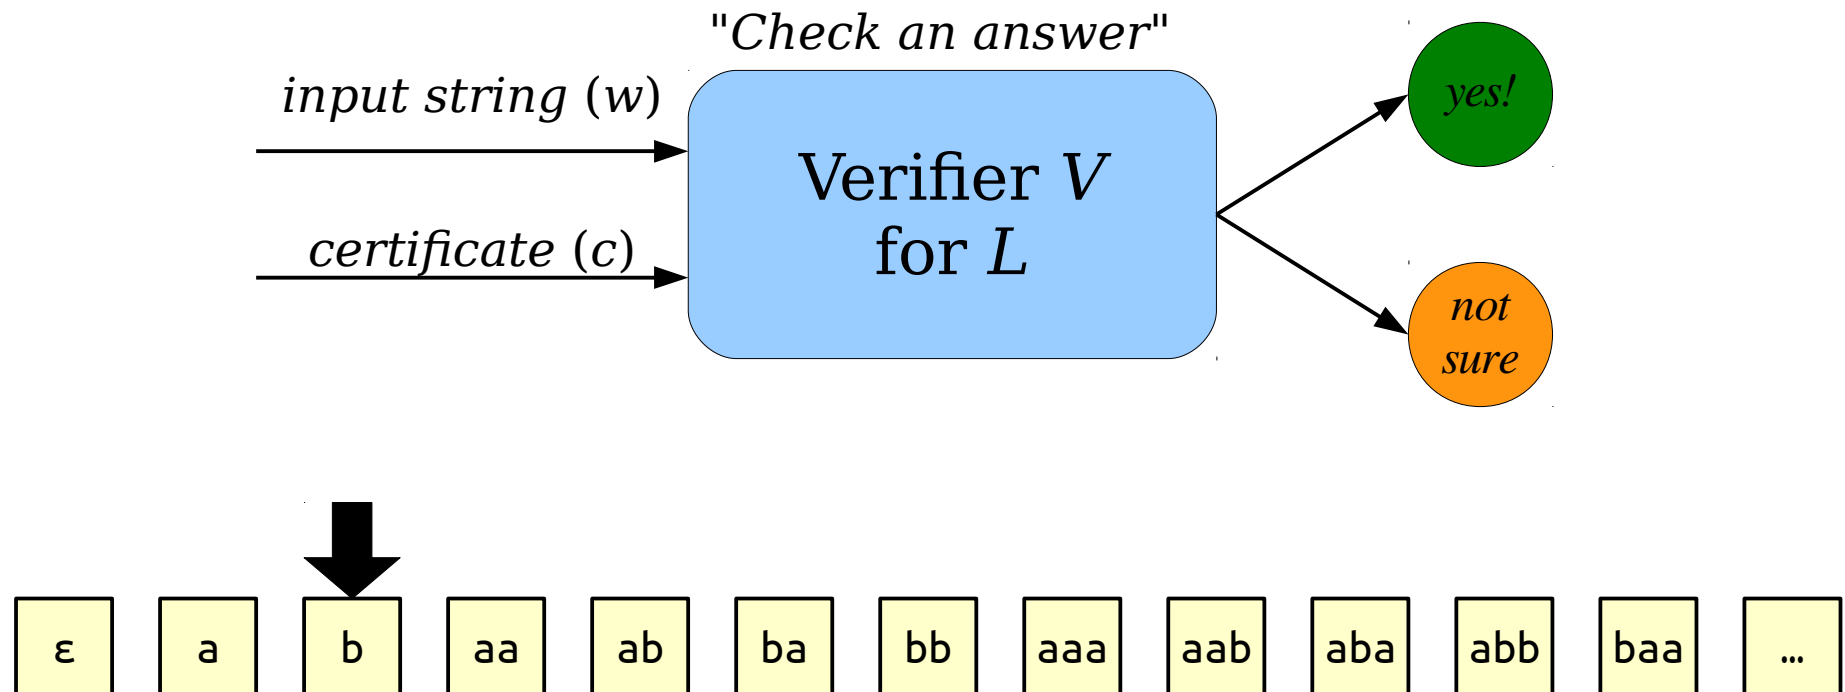 "Check an answer"
input string (w)
yes!
Verifier V
for L
certificate (c)
not
sure
ε a b aa ab ba bb aaa aab aba abb baa …